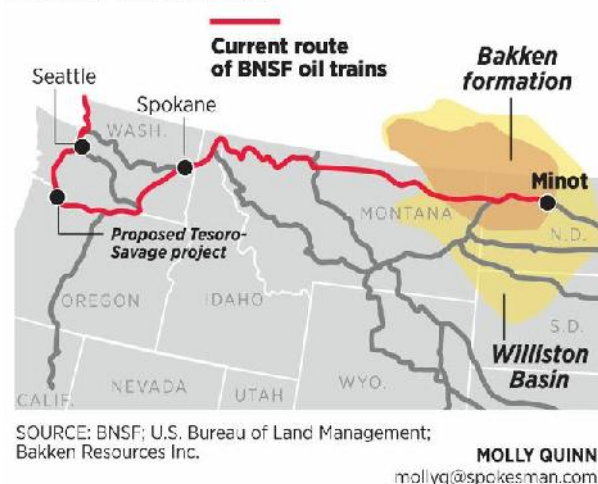 Current route
of BNSF oil trains
Bakken
formation
Seattle
Spokane
WASH.
Minot
MONTANA
N.D.
Proposed Tesoro-
Savage project
OREGON
IDAHO
S.D.
Williston
Basin
WYO.
NEVADA
UTAH
CALIF.
SOURCE: BNSF; U.S. Bureau of Land Management;
Bakken Resources Inc.
MOLLY QUINN
mollyq@spokesman.com